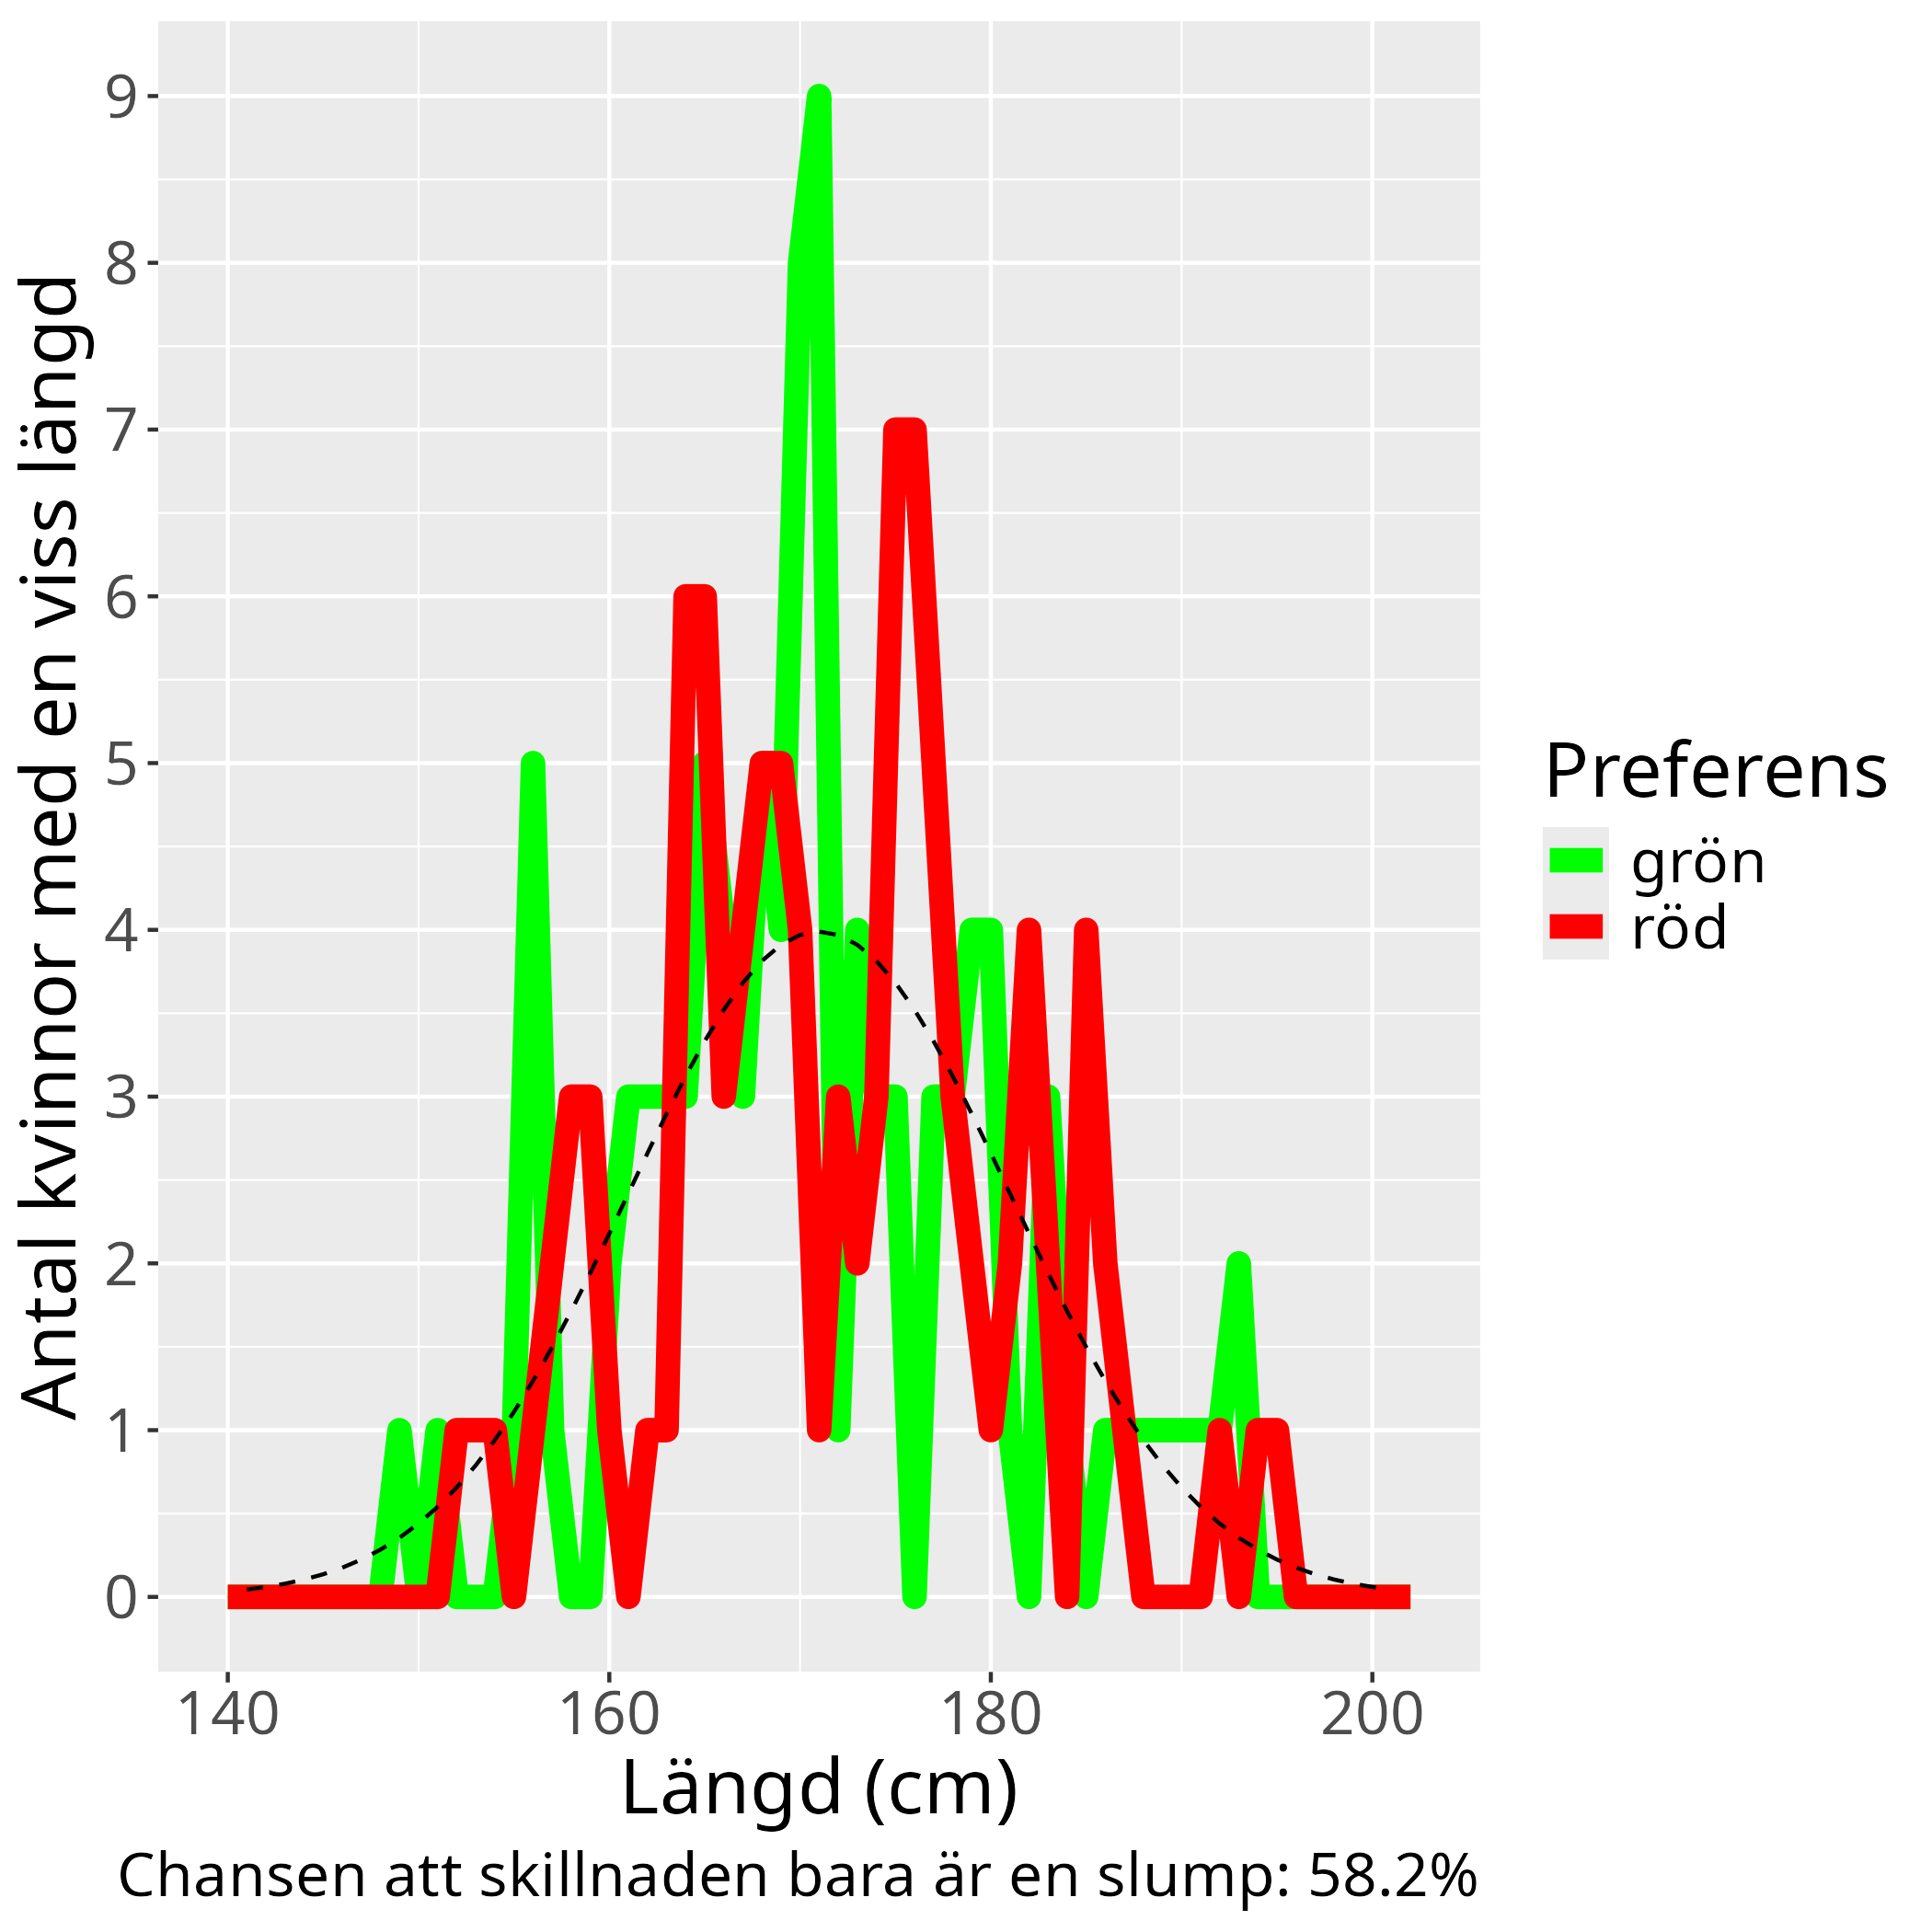 Antal kvinnor med en viss längd
9
8
7
6
5
4
3
2
1
0
140 160 180 200
Längd (cm)
Chansen att skillnaden bara är en slump: 58.2%
Preferens
grön
röd